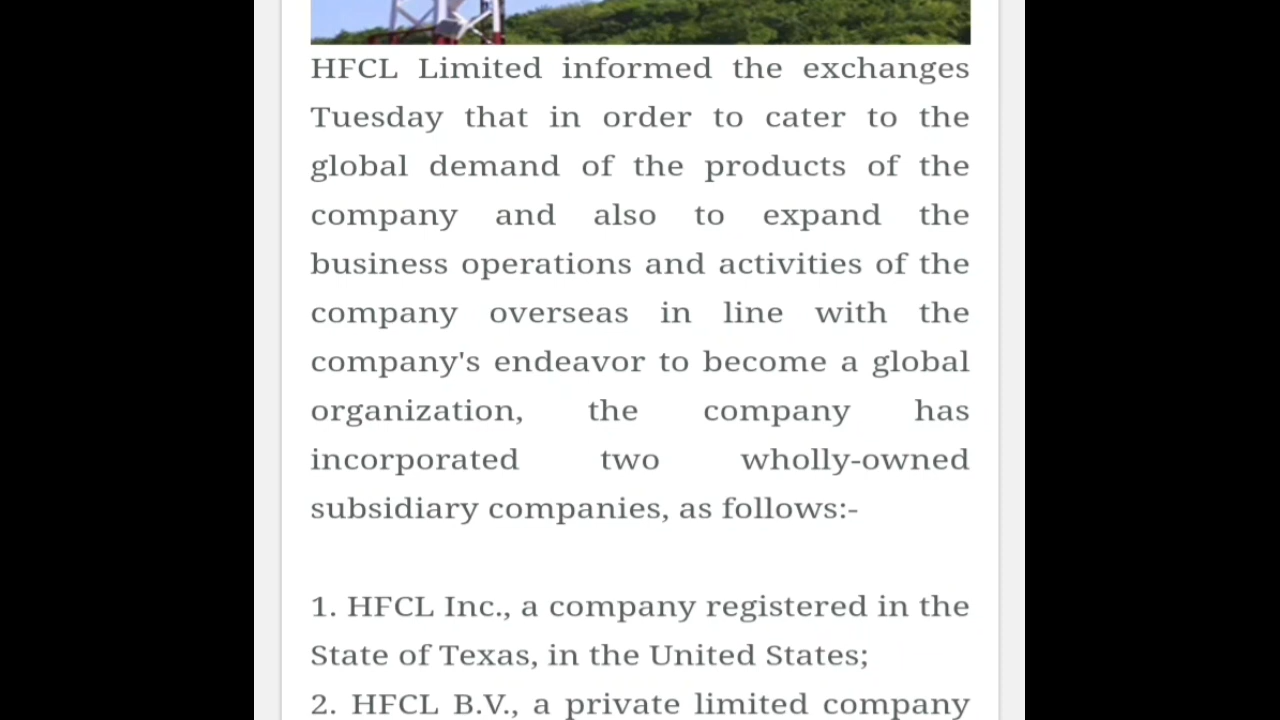 HFCL Limited informed the exchanges
Tuesday that in order to cater to the
global demand of the products of the
company and also to expand the
business operations and activities of the
company overseas in line with the
company's endeavor to become a global
organization, the company has
incorporated two wholly-owned
subsidiary companies, as follows:-
1. HFCL Inc., a company registered in the
State of Texas, in the United States;
2. HFCL B.V., a private limited company